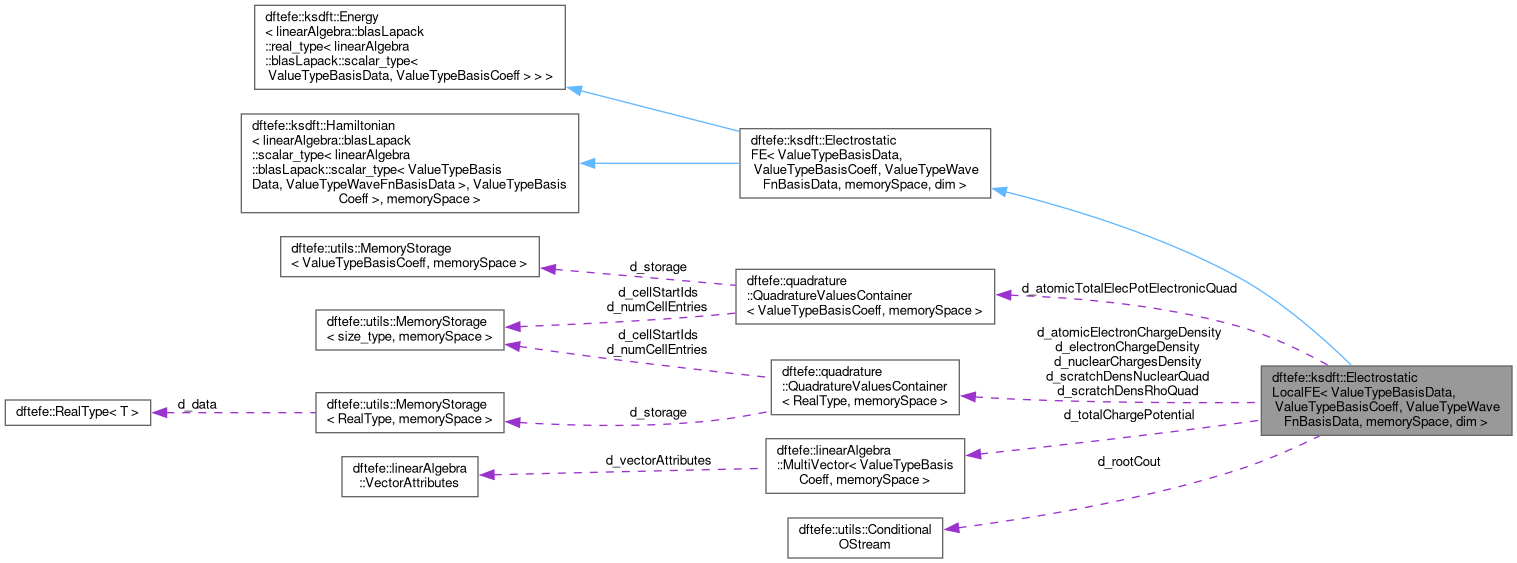 dftefe::ksdft::Energy
< linearAlgebra::blasLapack
::real_type< linearAlgebra
::blasLapack::scalar_type<
ValueTypeBasisData, ValueTypeBasisCoeff > > >
dftefe::ksdft::Hamiltonian
< linearAlgebra::blasLapack
::scalar_type< linearAlgebra
::blasLapack::scalar_type< ValueTypeBasis
Data, ValueTypeWaveFnBasisData >, ValueTypeBasis
Coeff >, memorySpace >
dftefe::ksdft::Electrostatic
FE< ValueTypeBasisData,
ValueTypeBasisCoeff, ValueTypeWave
FnBasisData, memorySpace, dim >
dftefe::utils::MemoryStorage
< ValueTypeBasisCoeff, memorySpace >
d_storage
dftefe::quadrature
::QuadratureValuesContainer
< ValueTypeBasisCoeff, memorySpace >
d_atomicTotalElecPotElectronicQuad
d_cellStartIds
d_numCellEntries
dftefe::utils::MemoryStorage
< size_type, memorySpace >
d_cellStartIds
d_numCellEntries
d_atomicElectronChargeDensity
d_electronChargeDensity
d_nuclearChargesDensity
d_scratchDensNuclearQuad
d_scratchDensRhoQuad
dftefe::quadrature
::QuadratureValuesContainer
< RealType, memorySpace >
dftefe::ksdft::Electrostatic
LocalFE< ValueTypeBasisData,
ValueTypeBasisCoeff, ValueTypeWave
FnBasisData, memorySpace, dim >
dftefe::RealType< T >
d_data
dftefe::utils::MemoryStorage
< RealType, memorySpace >
d_storage
d_totalChargePotential
dftefe::linearAlgebra
::MultiVector< ValueTypeBasis
Coeff, memorySpace >
d_vectorAttributes
dftefe::linearAlgebra
::VectorAttributes
d_rootCout
dftefe::utils::Conditional
OStream